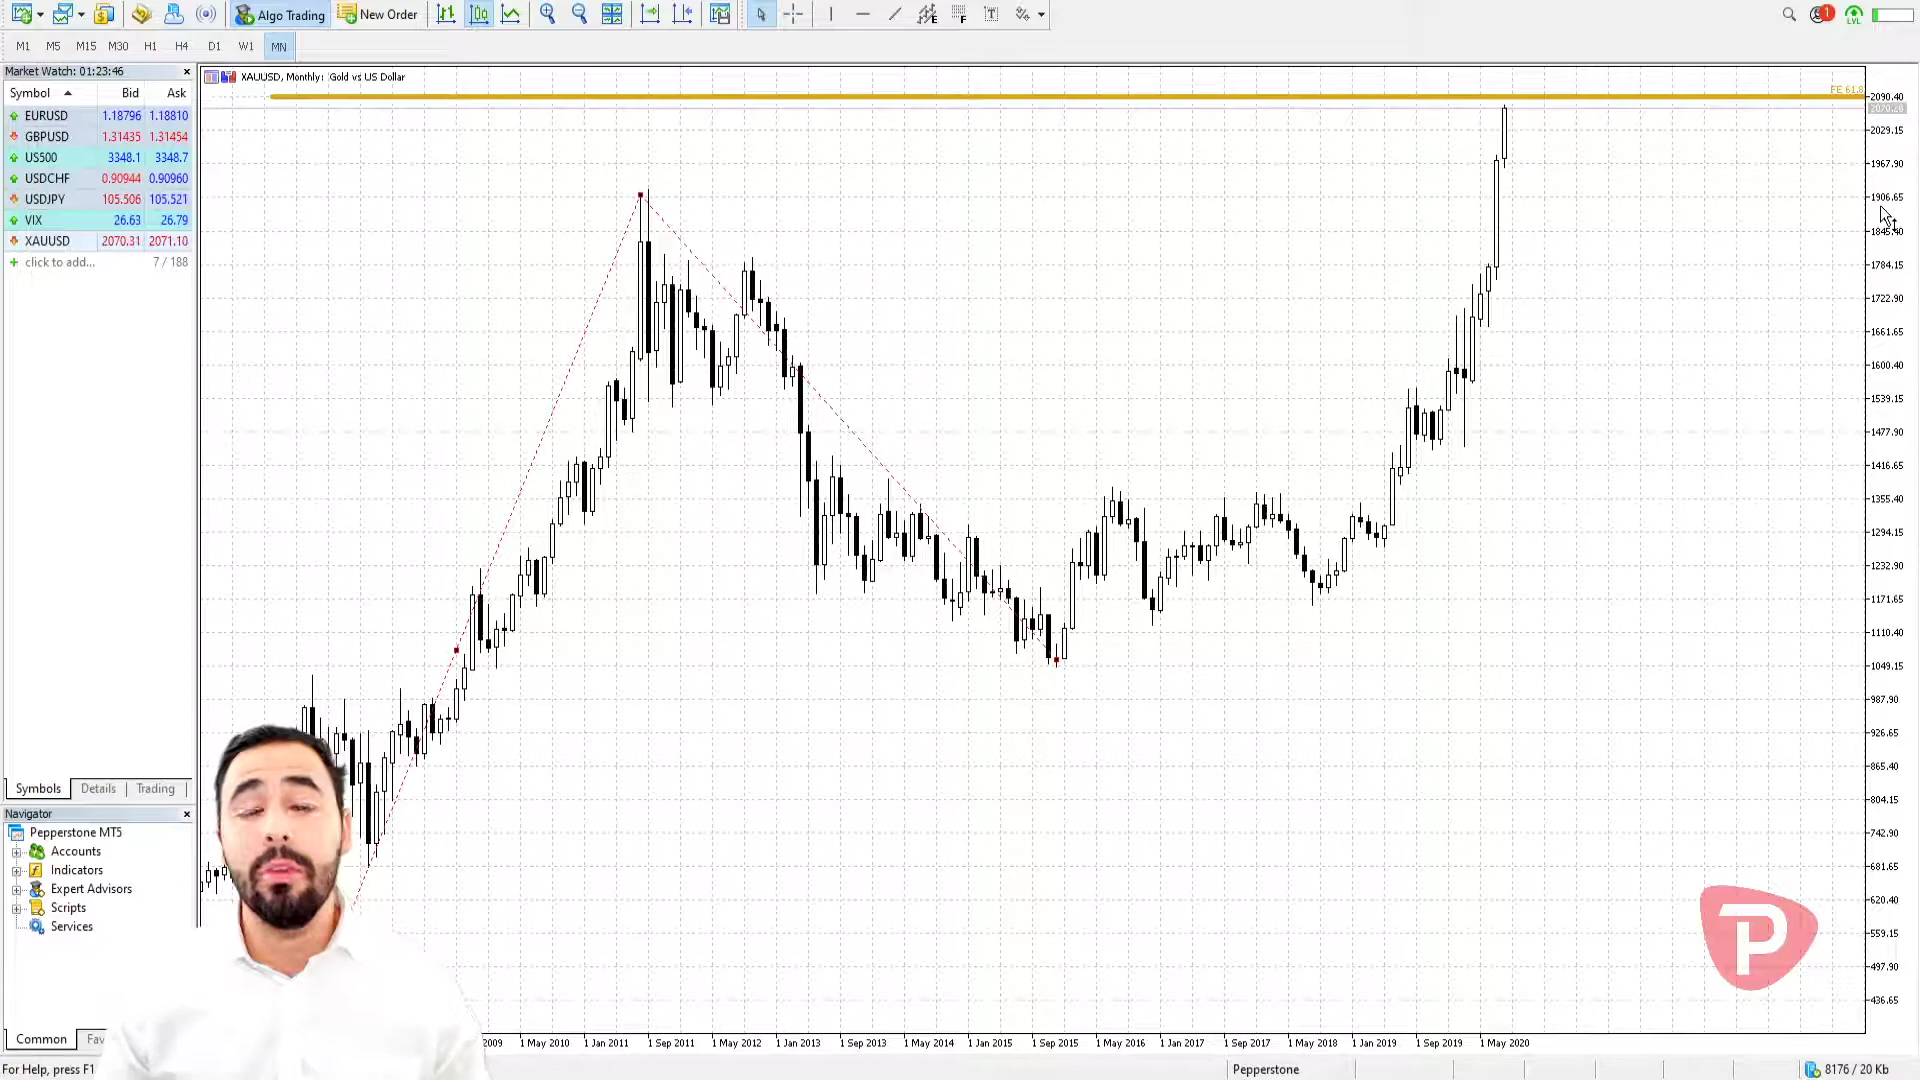 Algo Trading
New Order
M1 M5 M15 M30 H1 H4 D1 W1 MN
Market Watch: 01:23:46
Symbol Bid Ask
EURUSD 1.18796 1.18810
GBPUSD 1.31435 1.31454
US500 3348.1 3348.7
USDCHF 0.90944 0.90960
USDJPY 105.506 105.521
VIX 26.63 26.79
XAUUSD 2070.31 2071.10
click to add... 7 / 188
Symbols Details Trading
Navigator
Pepperstone MT5
Accounts
Indicators
Expert Advisors
Scripts
Services
Common Fav
For Help, press F1
XAUUSD, Monthly: Gold vs US Dollar
FE 61.8
2090.40
2029.15
1967.90
1906.65
1845.40
1784.15
1722.90
1661.65
1600.40
1539.15
1477.90
1416.65
1355.40
1294.15
1232.90
1171.65
1110.40
1049.15
987.90
926.65
865.40
804.15
742.90
681.65
620.40
559.15
497.90
436.65
2009 1 May 2010 1 Jan 2011 1 Sep 2011 1 May 2012 1 Jan 2013 1 Sep 2013 1 May 2014 1 Jan 2015 1 Sep 2015 1 May 2016 1 Jan 2017 1 Sep 2017 1 May 2018 1 Jan 2019 1 Sep 2019 1 May 2020
Pepperstone
8176 / 20 Kb
1
LVL
P